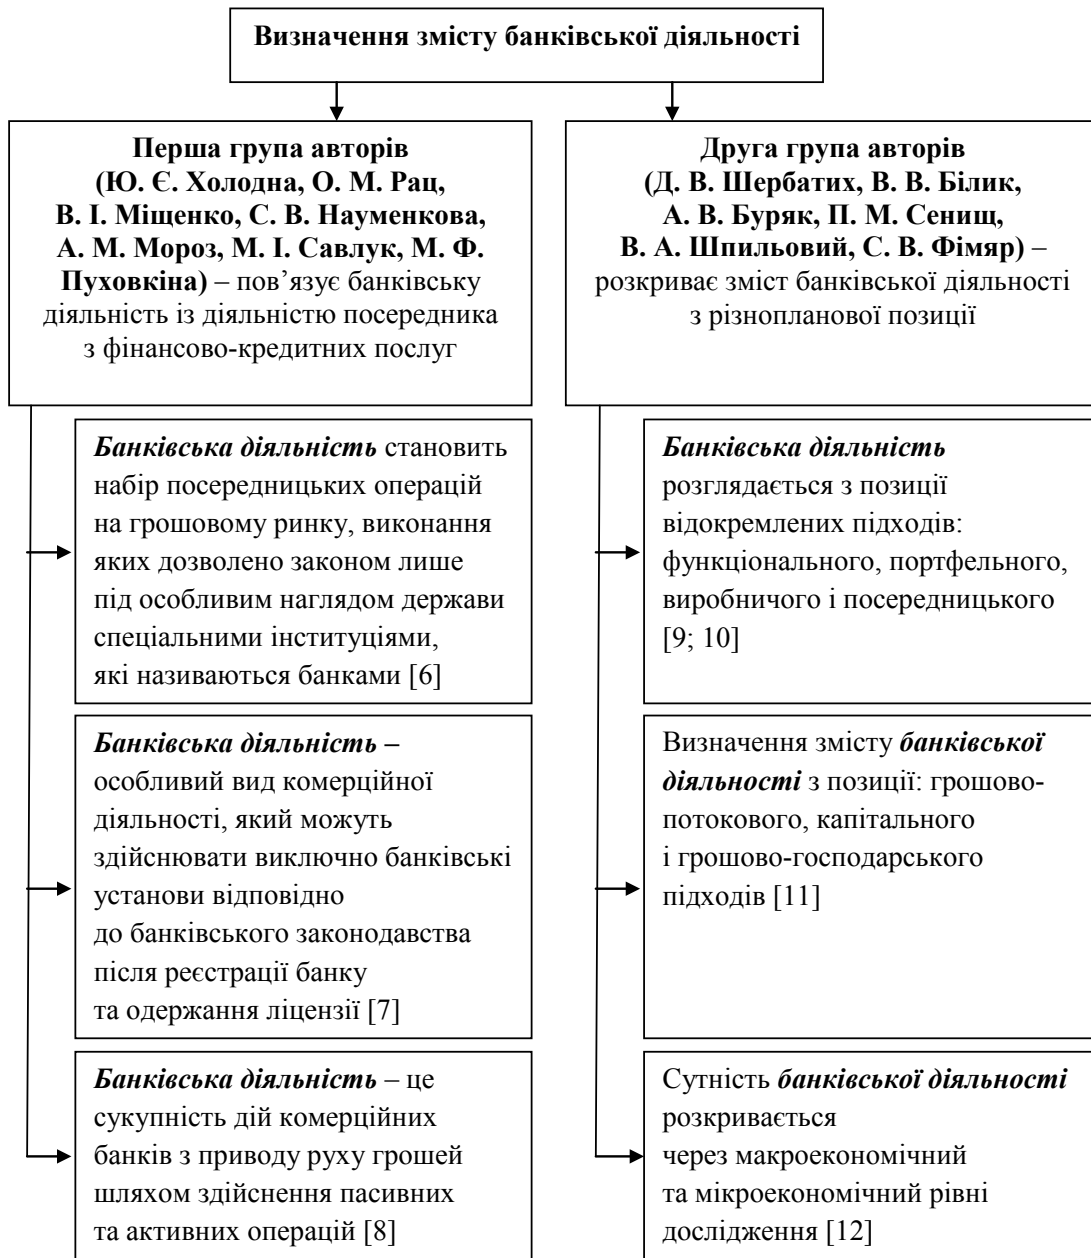 Визначення змісту банківської діяльності
Перша група авторів
(Ю. Є. Холодна, О. М. Рац,
В. І. Міщенко, С. В. Науменкова,
А. М. Мороз, М. І. Савлук, М. Ф.
Пуховкіна) – пов’язує банківську
діяльність із діяльністю посередника
з фінансово-кредитних послуг
Банківська діяльність становить
набір посередницьких операцій
на грошовому ринку, виконання
яких дозволено законом лише
під особливим наглядом держави
спеціальними інституціями,
які називаються банками [6]
Банківська діяльність –
особливий вид комерційної
діяльності, який можуть
здійснювати виключно банківські
установи відповідно
до банківського законодавства
після реєстрації банку
та одержання ліцензії [7]
Банківська діяльність – це
сукупність дій комерційних
банків з приводу руху грошей
шляхом здійснення пасивних
та активних операцій [8]
Друга група авторів
(Д. В. Шербатих, В. В. Білик,
А. В. Буряк, П. М. Сенищ,
В. А. Шпильовий, С. В. Фімяр) –
розкриває зміст банківської діяльності
з різнопланової позиції
Банківська діяльність
розглядається з позиції
відокремлених підходів:
функціонального, портфельного,
виробничого і посередницького
[9; 10]
Визначення змісту банківської
діяльності з позиції: грошово-
потокового, капітального
і грошово-господарського
підходів [11]
Сутність банківської діяльності
розкривається
через макроекономічний
та мікроекономічний рівні
дослідження [12]